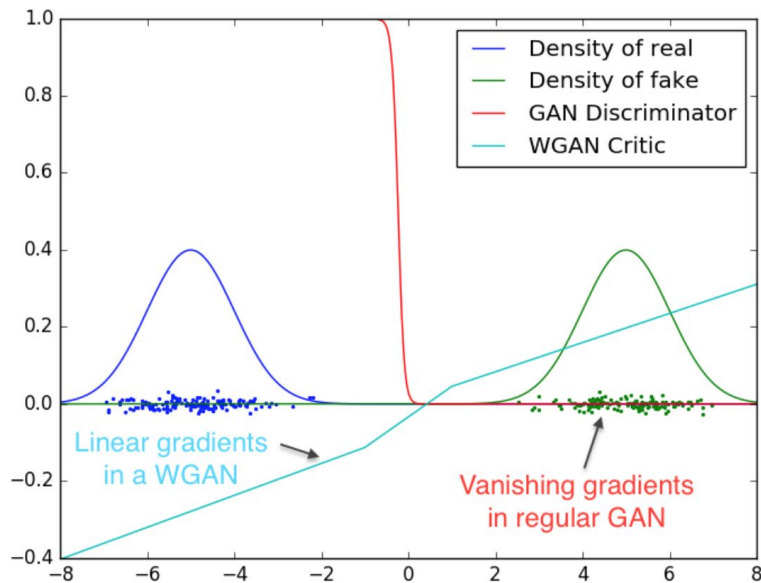 1.0
0.8
0.6
0.4
0.2
0.0
−0.2
−0.4
Density of real
Density of fake
GAN Discriminator
WGAN Critic
Linear gradients
in a WGAN
Vanishing gradients
in regular GAN
−8 −6 −4 −2 0 2 4 6 8